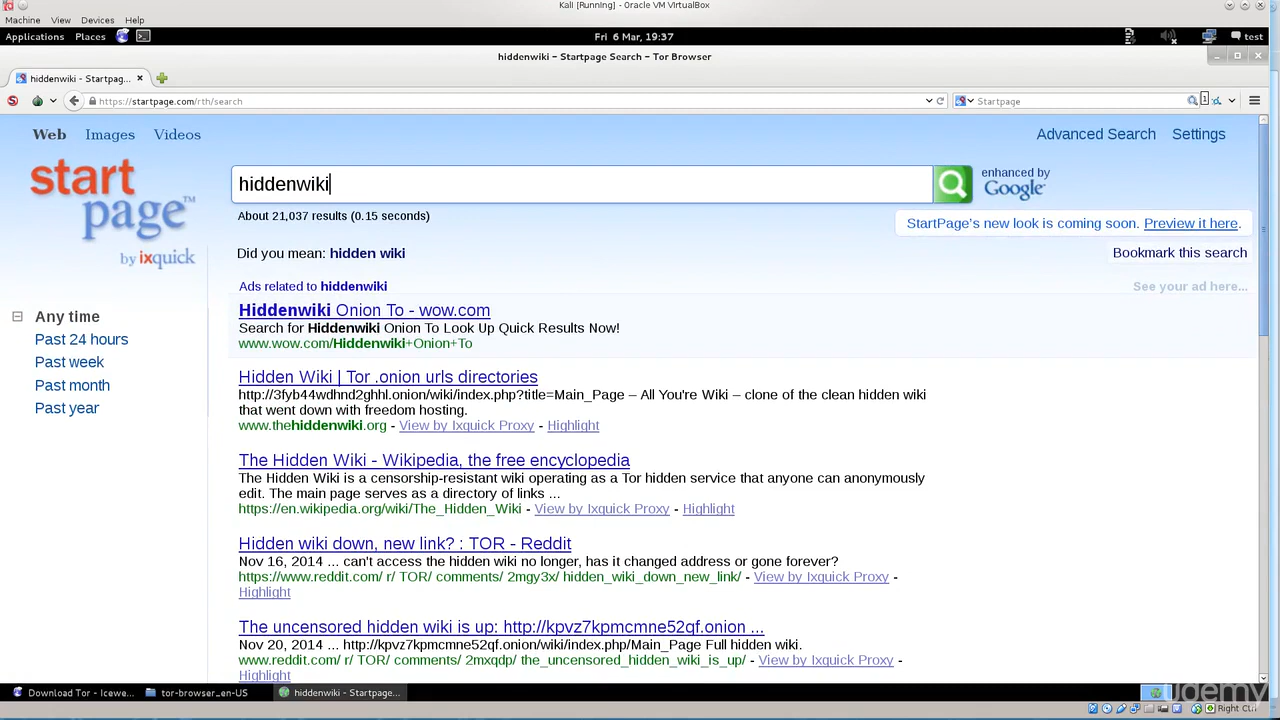 Kali [Running] - Oracle VM VirtualBox
Machine View Devices Help
Applications Places Fri 6 Mar, 19:37 test
hiddenwiki - Startpage Search - Tor Browser
hiddenwiki - Startpag...
https://startpage.com/rth/search Startpage
Web Images Videos Advanced Search Settings
start page™ by ixquick
hiddenwiki
enhanced by Google™
About 21,037 results (0.15 seconds)
StartPage's new look is coming soon. Preview it here.
Did you mean: hidden wiki Bookmark this search
Ads related to hiddenwiki See your ad here...
Hiddenwiki Onion To - wow.com
Search for Hiddenwiki Onion To Look Up Quick Results Now!
www.wow.com/Hiddenwiki+Onion+To
Any time
Past 24 hours
Past week
Past month
Past year
Hidden Wiki | Tor .onion urls directories
http://3fyb44wdhnd2ghhl.onion/wiki/index.php?title=Main_Page – All You're Wiki – clone of the clean hidden wiki
that went down with freedom hosting.
www.thehiddenwiki.org - View by Ixquick Proxy - Highlight
The Hidden Wiki - Wikipedia, the free encyclopedia
The Hidden Wiki is a censorship-resistant wiki operating as a Tor hidden service that anyone can anonymously
edit. The main page serves as a directory of links ...
https://en.wikipedia.org/wiki/The_Hidden_Wiki - View by Ixquick Proxy - Highlight
Hidden wiki down, new link? : TOR - Reddit
Nov 16, 2014 ... can't access the hidden wiki no longer, has it changed address or gone forever?
https://www.reddit.com/ r/ TOR/ comments/ 2mgy3x/ hidden_wiki_down_new_link/ - View by Ixquick Proxy -
Highlight
The uncensored hidden wiki is up: http://kpvz7kpmcmne52qf.onion ...
Nov 20, 2014 ... http://kpvz7kpmcmne52qf.onion/wiki/index.php/Main_Page Full hidden wiki.
www.reddit.com/ r/ TOR/ comments/ 2mxqdp/ the_uncensored_hidden_wiki_is_up/ - View by Ixquick Proxy -
Highlight
Download Tor - Icewe... tor-browser_en-US hiddenwiki - Startpage...
udemy
Right Ctrl